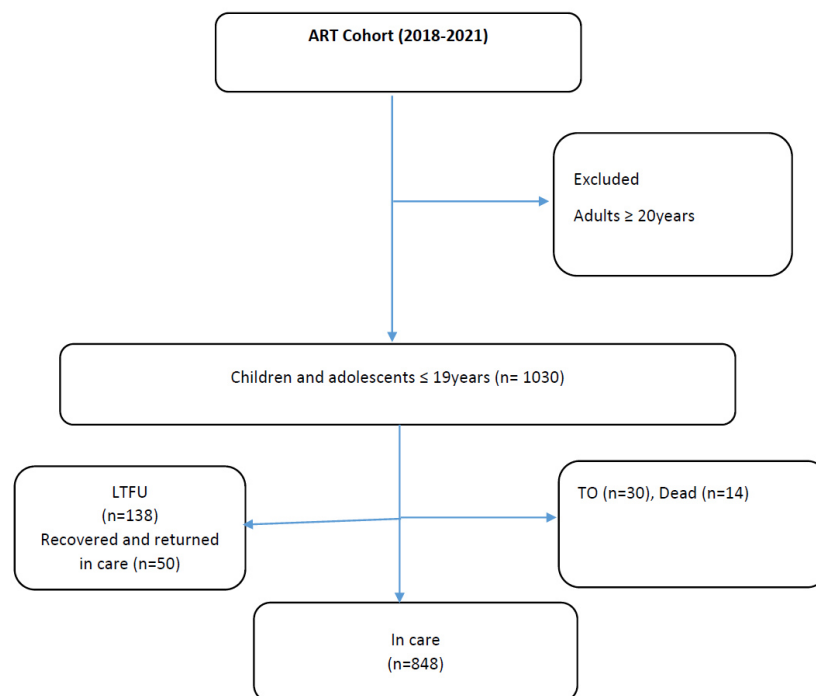 ART Cohort (2018-2021)
Excluded
Adults ≥ 20years
Children and adolescents ≤ 19years (n= 1030)
LTFU
(n=138)
Recovered and returned
in care (n=50)
TO (n=30), Dead (n=14)
In care
(n=848)